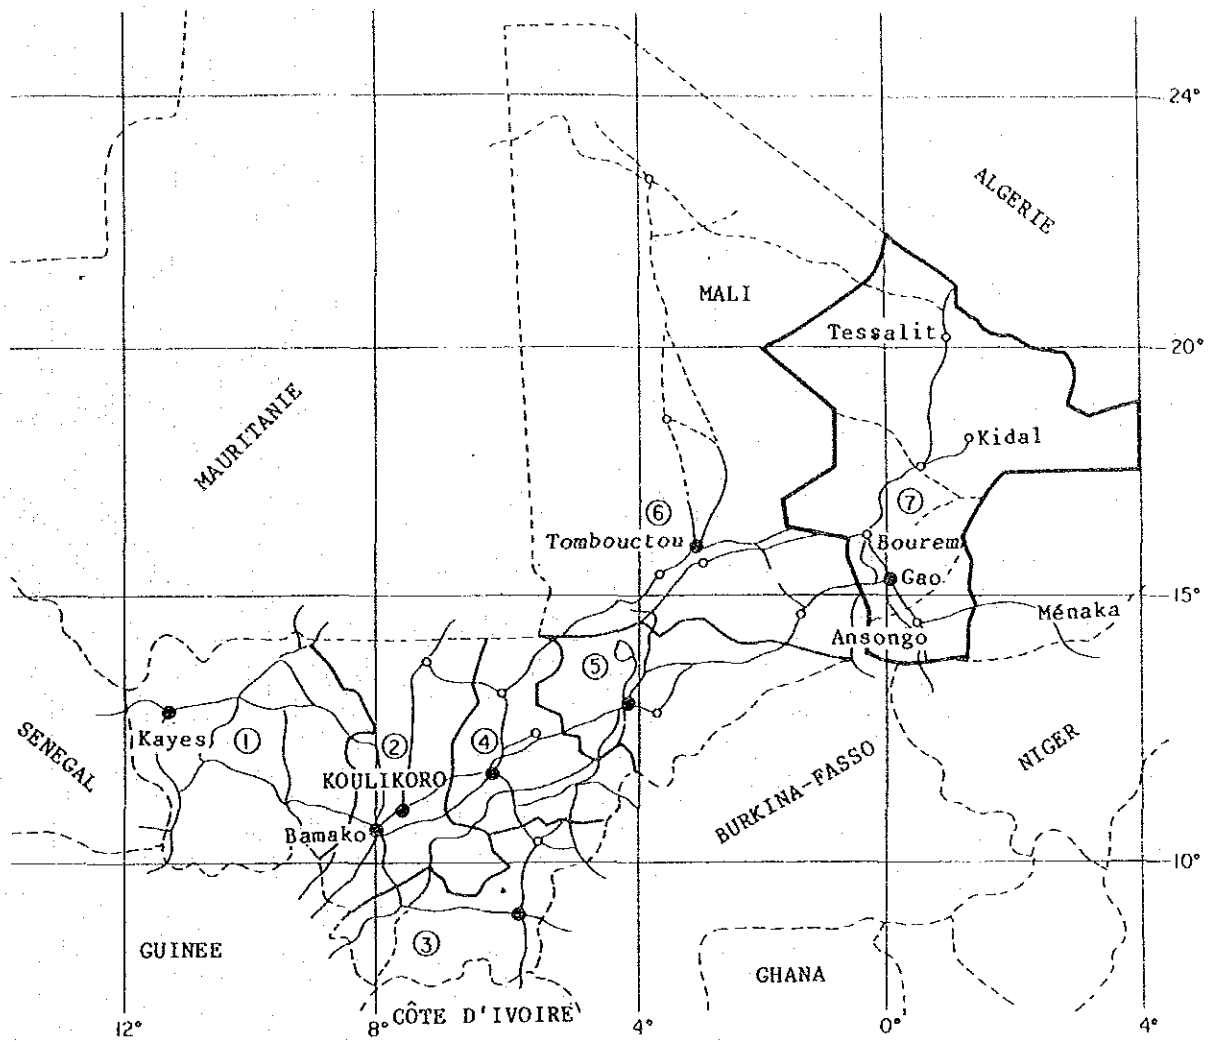 24°
ALGERIE
MALI
Tessalit
20°
MAURITANIE
Kidal
⑦
⑥
Tombouctou
Bourem
Gao
15°
Ménaka
Ansongo
⑤
SENEGAL
Kayes
①
②
④
KOULIKORO
NIGER
BURKINA-FASSO
Bamako
10°
GUINEE
③
GHANA
CÔTE D'IVOIRE
12°
8°
4°
0°
4°